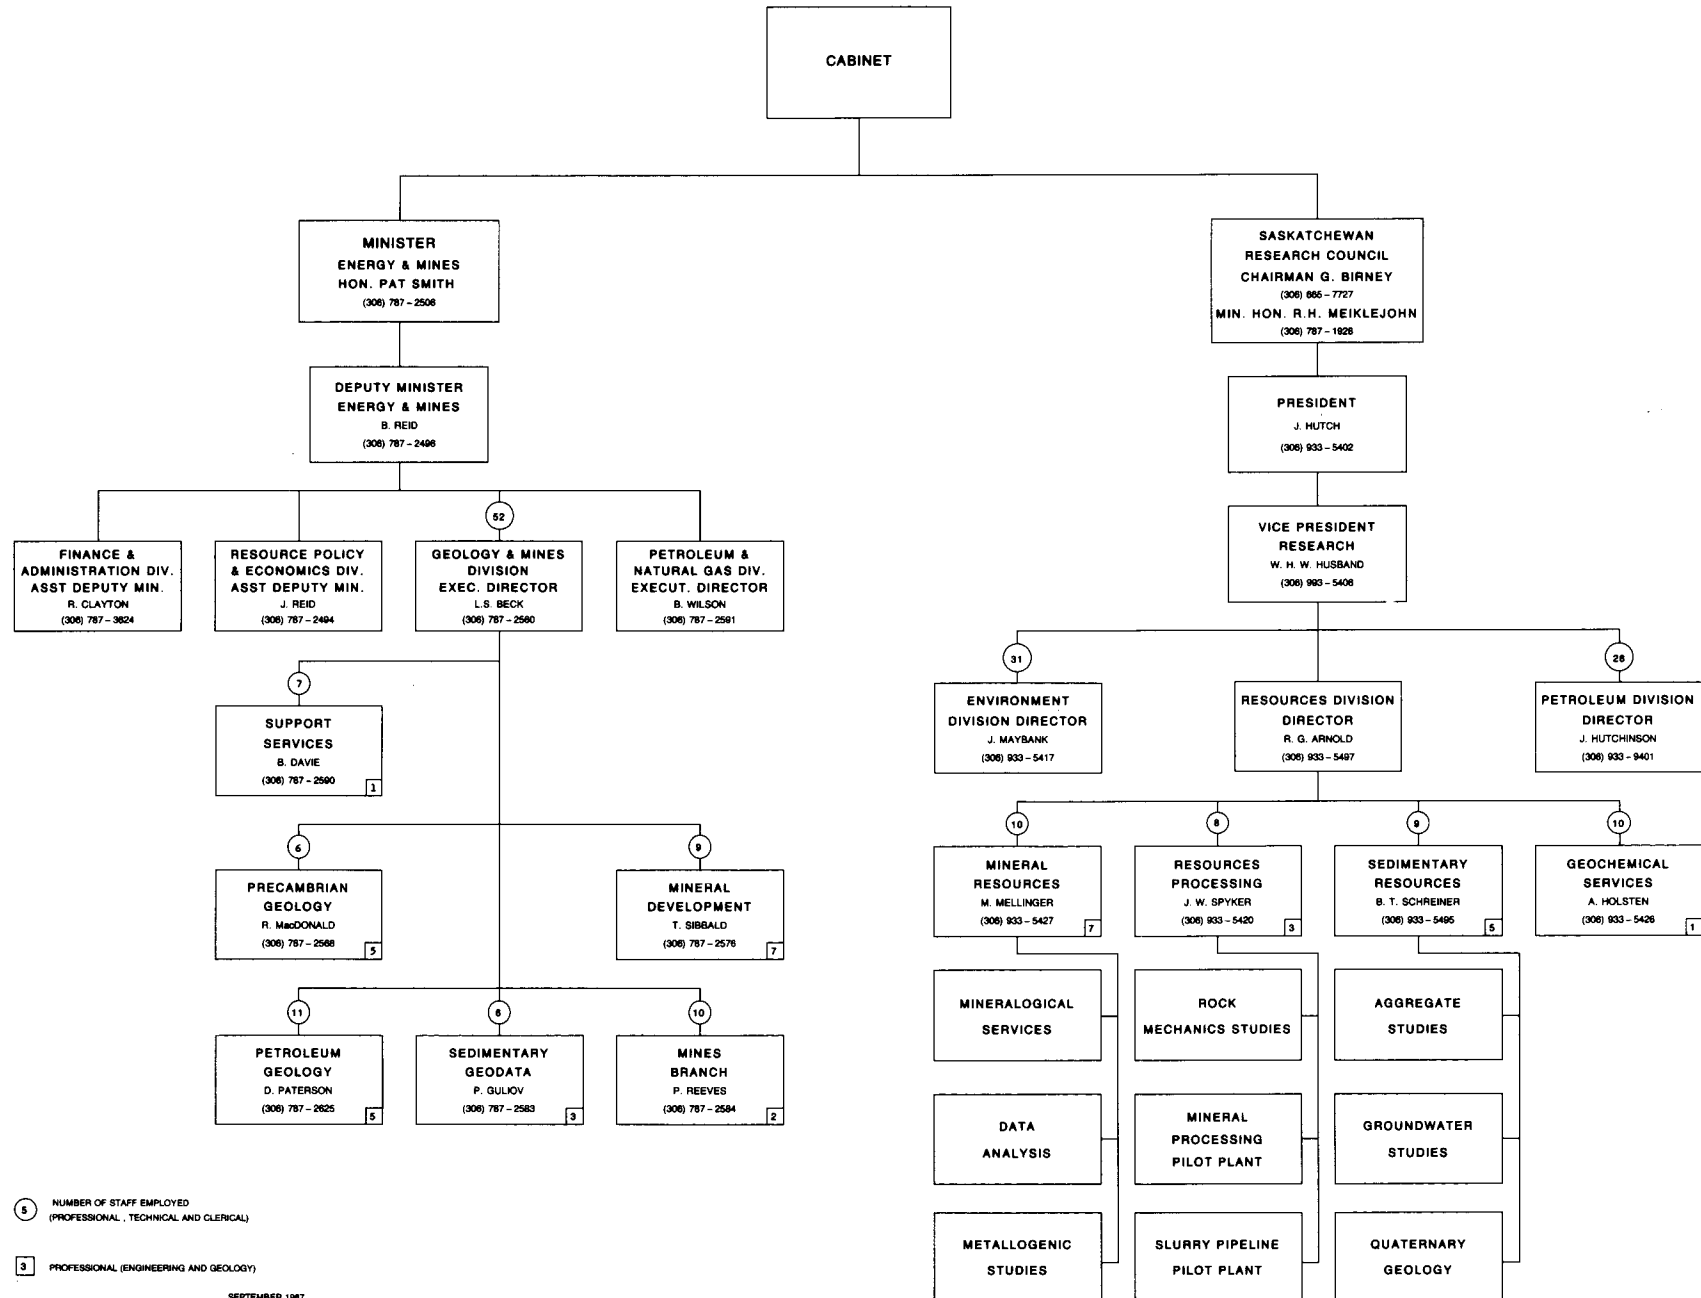 CABINET
MINISTER
ENERGY & MINES
HON. PAT SMITH
(306) 787-2506
SASKATCHEWAN
RESEARCH COUNCIL
CHAIRMAN G. BIRNEY
(306) 665-7727
MIN. HON. R.H. MEIKLEJOHN
(306) 787-1928
DEPUTY MINISTER
ENERGY & MINES
B. REID
(306) 787-2496
PRESIDENT
J. HUTCH
(306) 933-5402
VICE PRESIDENT
RESEARCH
W. H. W. HUSBAND
(306) 993-5406
FINANCE &
ADMINISTRATION DIV.
ASST DEPUTY MIN.
R. CLAYTON
(306) 787-3624
RESOURCE POLICY
& ECONOMICS DIV.
ASST DEPUTY MIN.
J. REID
(306) 787-2494
52
GEOLOGY & MINES
DIVISION
EXEC. DIRECTOR
L.S. BECK
(306) 787-2560
PETROLEUM &
NATURAL GAS DIV.
EXECUT. DIRECTOR
B. WILSON
(306) 787-2591
7
SUPPORT
SERVICES
B. DAVIE
(306) 787-2590
1
6
PRECAMBRIAN
GEOLOGY
R. MacDONALD
(306) 787-2568
5
9
MINERAL
DEVELOPMENT
T. SIBBALD
(306) 787-2576
7
11
PETROLEUM
GEOLOGY
D. PATERSON
(306) 787-2625
5
6
SEDIMENTARY
GEODATA
P. GULIOV
(306) 787-2583
3
10
MINES
BRANCH
P. REEVES
(306) 787-2584
2
31
ENVIRONMENT
DIVISION DIRECTOR
J. MAYBANK
(306) 933-5417
RESOURCES DIVISION
DIRECTOR
R. G. ARNOLD
(306) 933-5497
26
PETROLEUM DIVISION
DIRECTOR
J. HUTCHINSON
(306) 933-9401
10
MINERAL
RESOURCES
M. MELLINGER
(306) 933-5427
7
8
RESOURCES
PROCESSING
J. W. SPYKER
(306) 933-5420
3
9
SEDIMENTARY
RESOURCES
B. T. SCHREINER
(306) 933-5495
5
10
GEOCHEMICAL
SERVICES
A. HOLSTEN
(306) 933-5426
1
MINERALOGICAL
SERVICES
ROCK
MECHANICS STUDIES
AGGREGATE
STUDIES
DATA
ANALYSIS
MINERAL
PROCESSING
PILOT PLANT
GROUNDWATER
STUDIES
METALLOGENIC
STUDIES
SLURRY PIPELINE
PILOT PLANT
QUATERNARY
GEOLOGY
5
NUMBER OF STAFF EMPLOYED
(PROFESSIONAL , TECHNICAL AND CLERICAL)
3
PROFESSIONAL (ENGINEERING AND GEOLOGY)
SEPTEMBER 1987